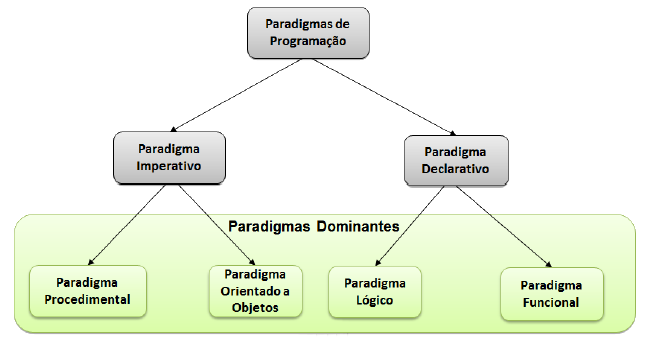 Paradigmas de
Programação
Paradigma
Imperativo
Paradigma
Declarativo
Paradigmas Dominantes
Paradigma
Procedimental
Paradigma
Orientado a
Objetos
Paradigma
Lógico
Paradigma
Funcional